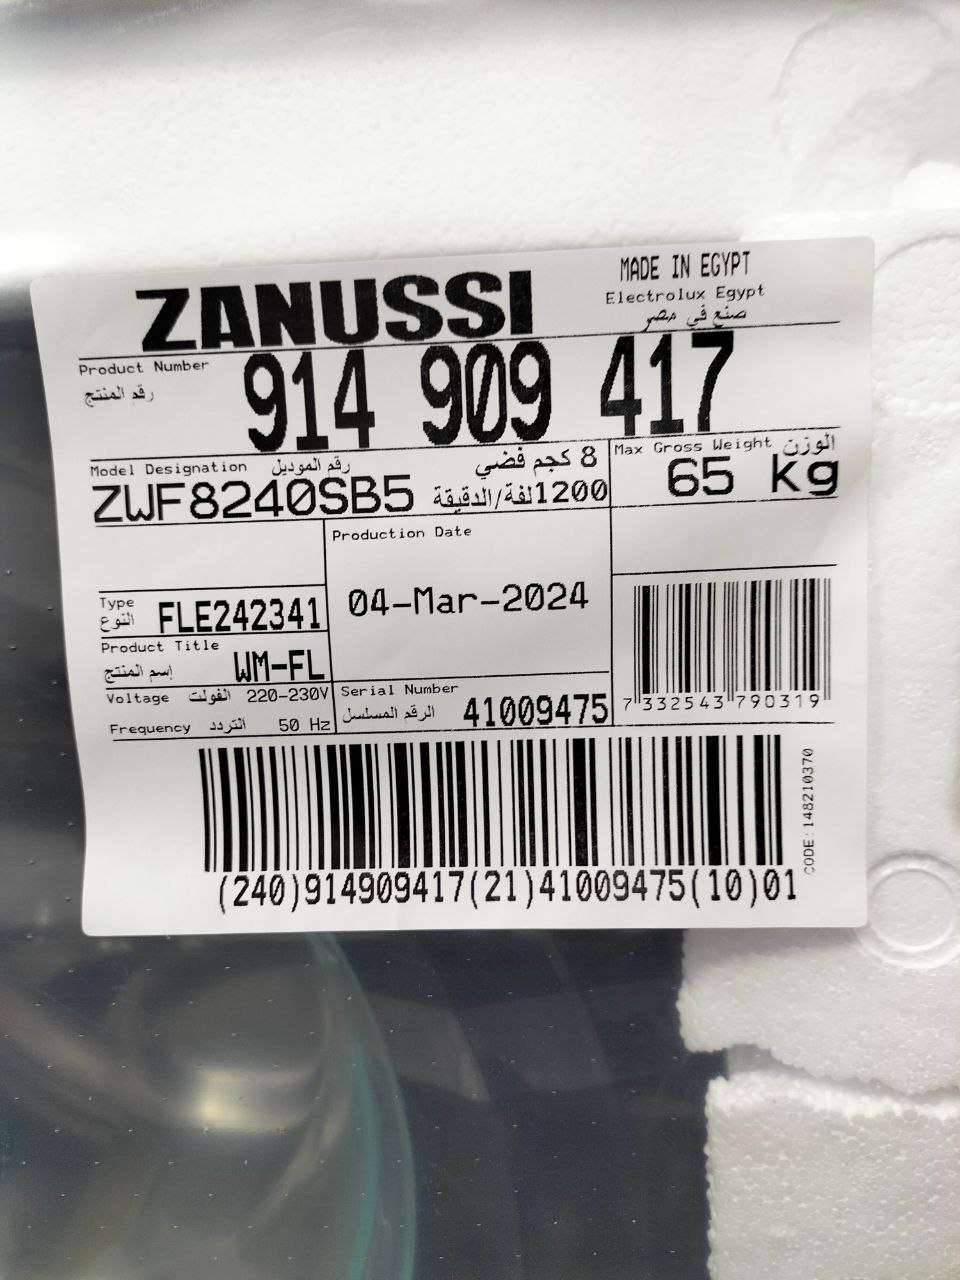 ZANUSSI
MADE IN EGYPT
Electrolux Egypt
صنع في مصر
Product Number
رقم المنتج
914 909 417
Model Designation رقم الموديل
ZWF8240SB5
8 كجم فضي
1200لفة/الدقيقة
Max Gross Weight الوزن
65 kg
Production Date
04-Mar-2024
Type
النوع
FLE242341
Product Title
إسم المنتج
WM-FL
Voltage الفولت 220-230V
Frequency التردد 50 Hz
Serial Number
الرقم المسلسل
41009475
7 332543 790319
CODE: 148210370
(240)914909417(21)41009475(10)01